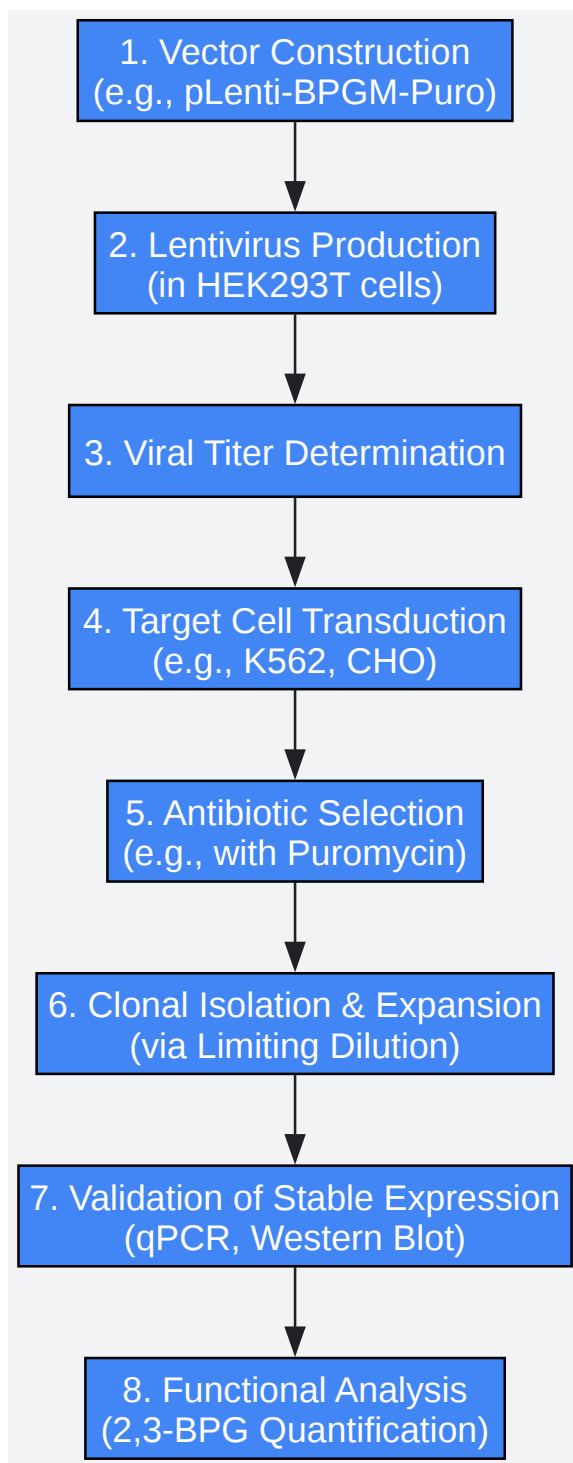 1. Vector Construction
(e.g., pLenti-BPGM-Puro)
2. Lentivirus Production
(in HEK293T cells)
3. Viral Titer Determination
4. Target Cell Transduction
(e.g., K562, CHO)
5. Antibiotic Selection
(e.g., with Puromycin)
6. Clonal Isolation & Expansion
(via Limiting Dilution)
7. Validation of Stable Expression
(qPCR, Western Blot)
8. Functional Analysis
(2,3-BPG Quantification)